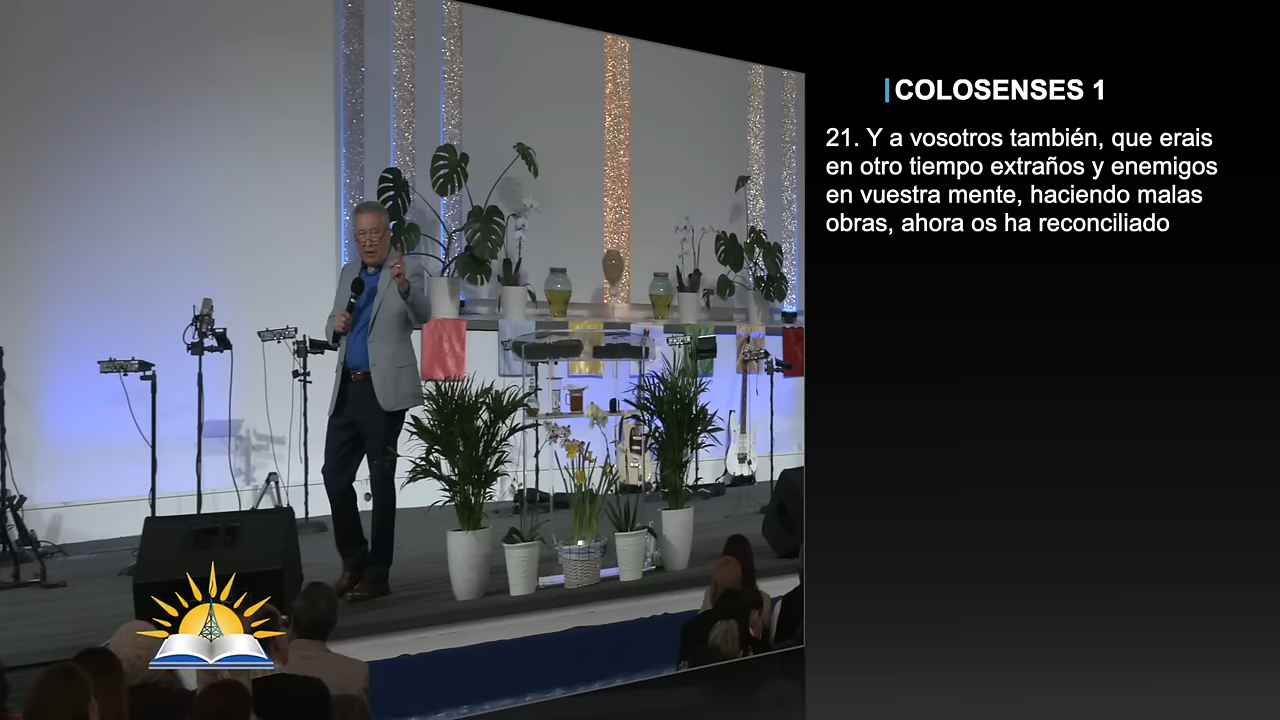 COLOSENSES 1
21. Y a vosotros también, que erais
en otro tiempo extraños y enemigos
en vuestra mente, haciendo malas
obras, ahora os ha reconciliado